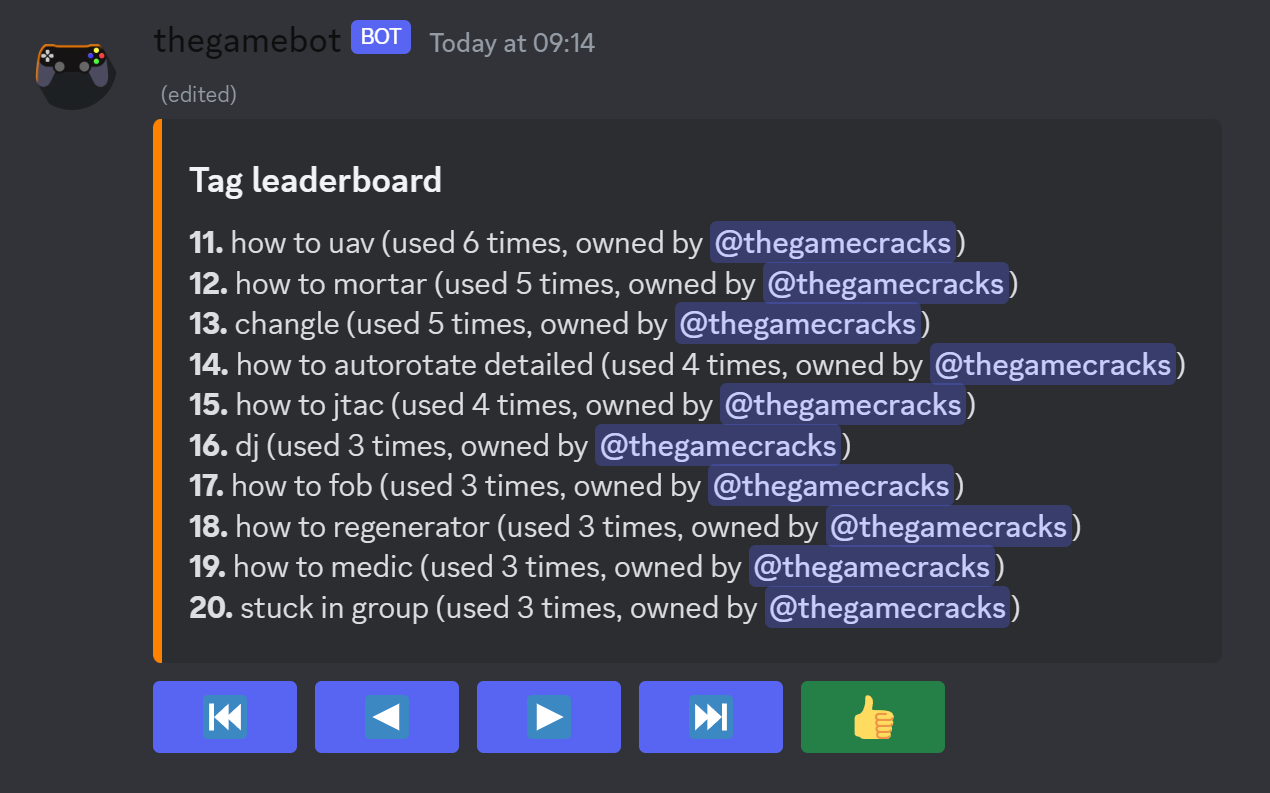 thegamebot BOT Today at 09:14
(edited)
Tag leaderboard
11. how to uav (used 6 times, owned by @thegamecracks)
12. how to mortar (used 5 times, owned by @thegamecracks)
13. changle (used 5 times, owned by @thegamecracks)
14. how to autorotate detailed (used 4 times, owned by @thegamecracks)
15. how to jtac (used 4 times, owned by @thegamecracks)
16. dj (used 3 times, owned by @thegamecracks)
17. how to fob (used 3 times, owned by @thegamecracks)
18. how to regenerator (used 3 times, owned by @thegamecracks)
19. how to medic (used 3 times, owned by @thegamecracks)
20. stuck in group (used 3 times, owned by @thegamecracks)